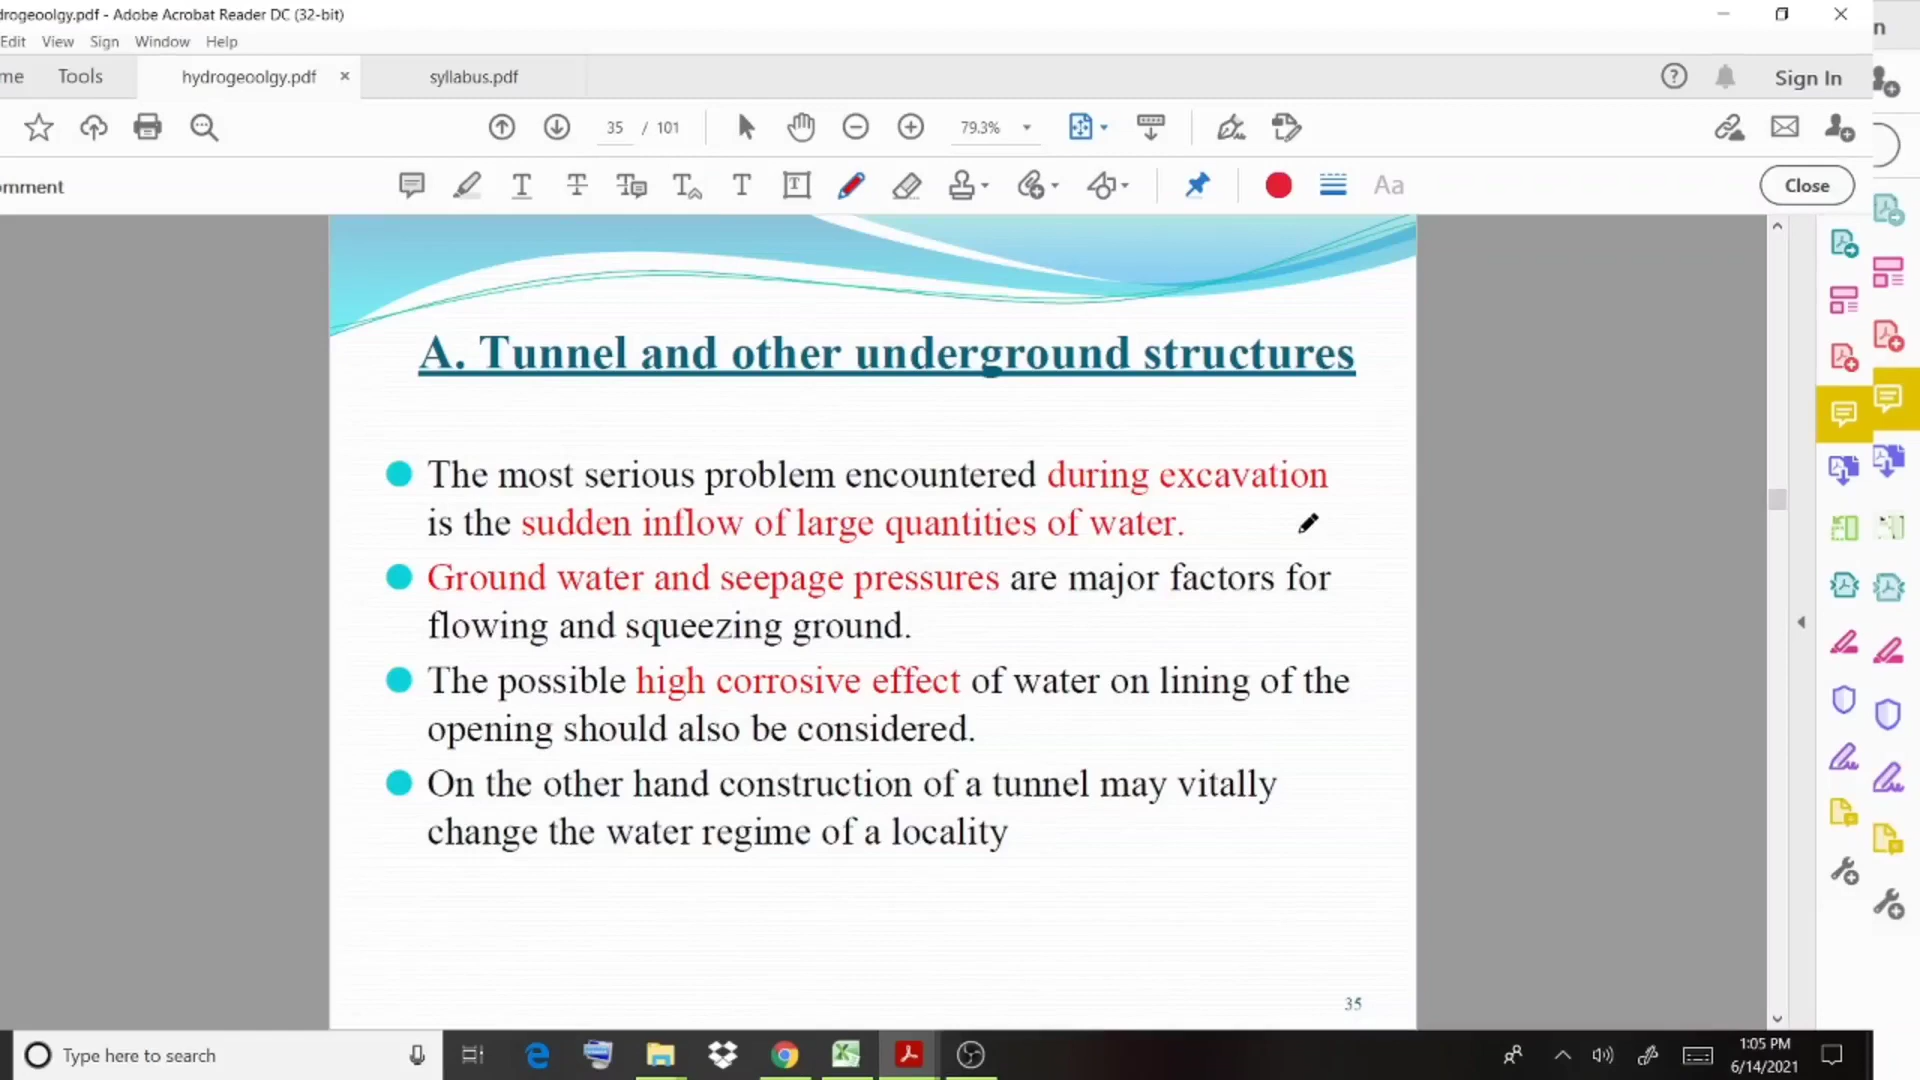 drogeoolgy.pdf - Adobe Acrobat Reader DC (32-bit)
Edit View Sign Window Help
me Tools hydrogeoolgy.pdf × syllabus.pdf Sign In
35 / 101 79.3%
omment Aa Close
A. Tunnel and other underground structures
The most serious problem encountered during excavation
is the sudden inflow of large quantities of water.
Ground water and seepage pressures are major factors for
flowing and squeezing ground.
The possible high corrosive effect of water on lining of the
opening should also be considered.
On the other hand construction of a tunnel may vitally
change the water regime of a locality
35
Type here to search
1:05 PM
6/14/2021